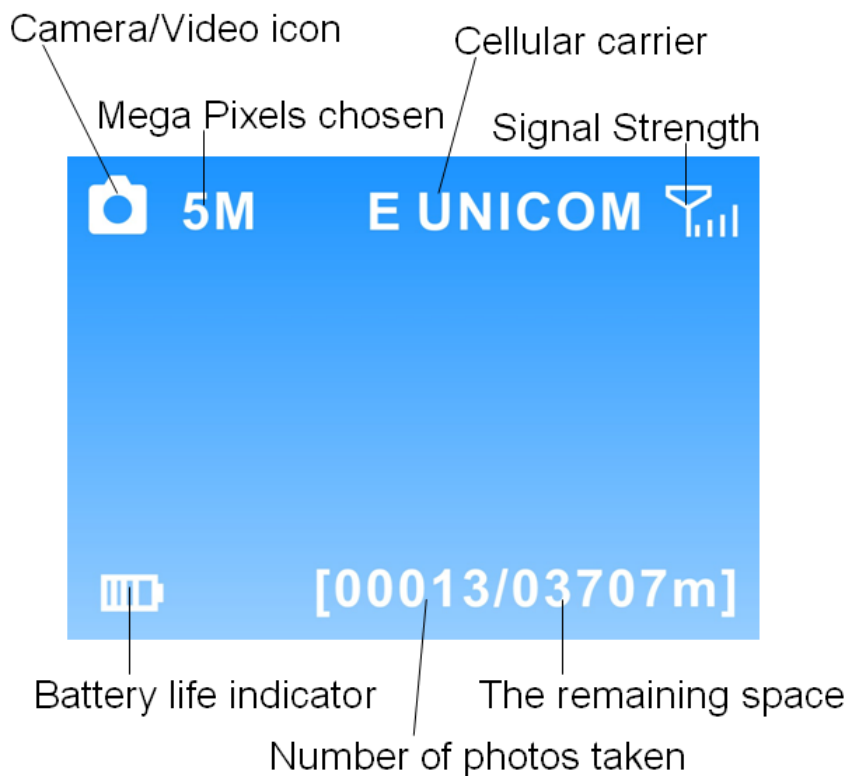 Camera/Video icon
Cellular carrier
Mega Pixels chosen
Signal Strength
5M
E UNICOM
[00013/03707m]
Battery life indicator
The remaining space
Number of photos taken